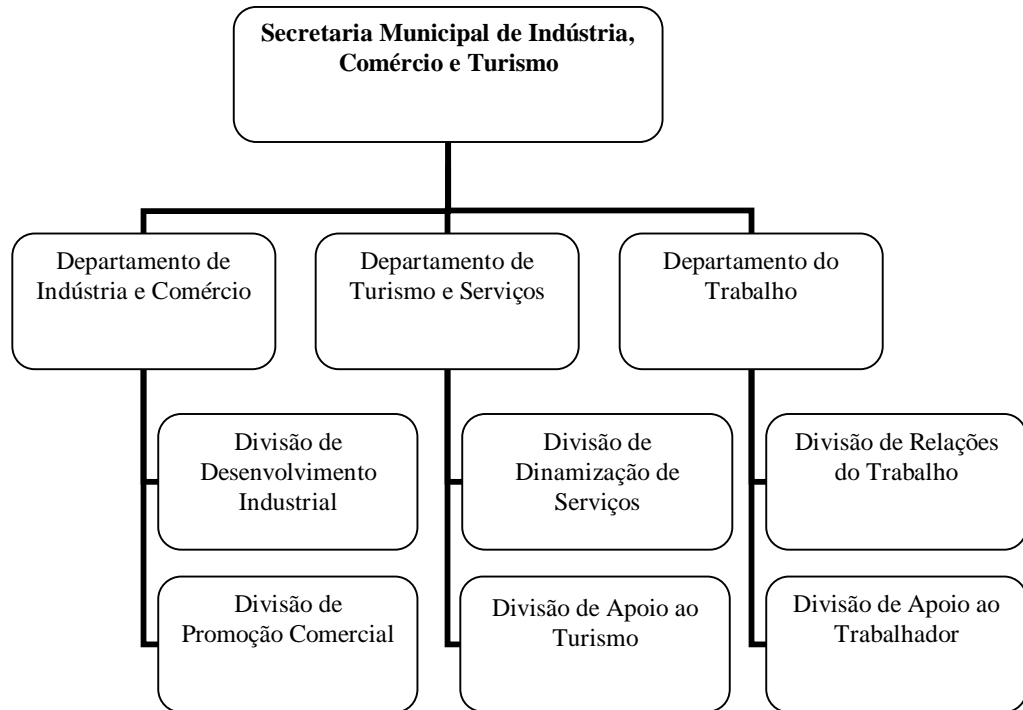 Secretaria Municipal de Indústria,
Comércio e Turismo
Departamento de
Indústria e Comércio
Departamento de
Turismo e Serviços
Departamento do
Trabalho
Divisão de
Desenvolvimento
Industrial
Divisão de
Dinamização de
Serviços
Divisão de Relações
do Trabalho
Divisão de
Promoção Comercial
Divisão de Apoio ao
Turismo
Divisão de Apoio ao
Trabalhador